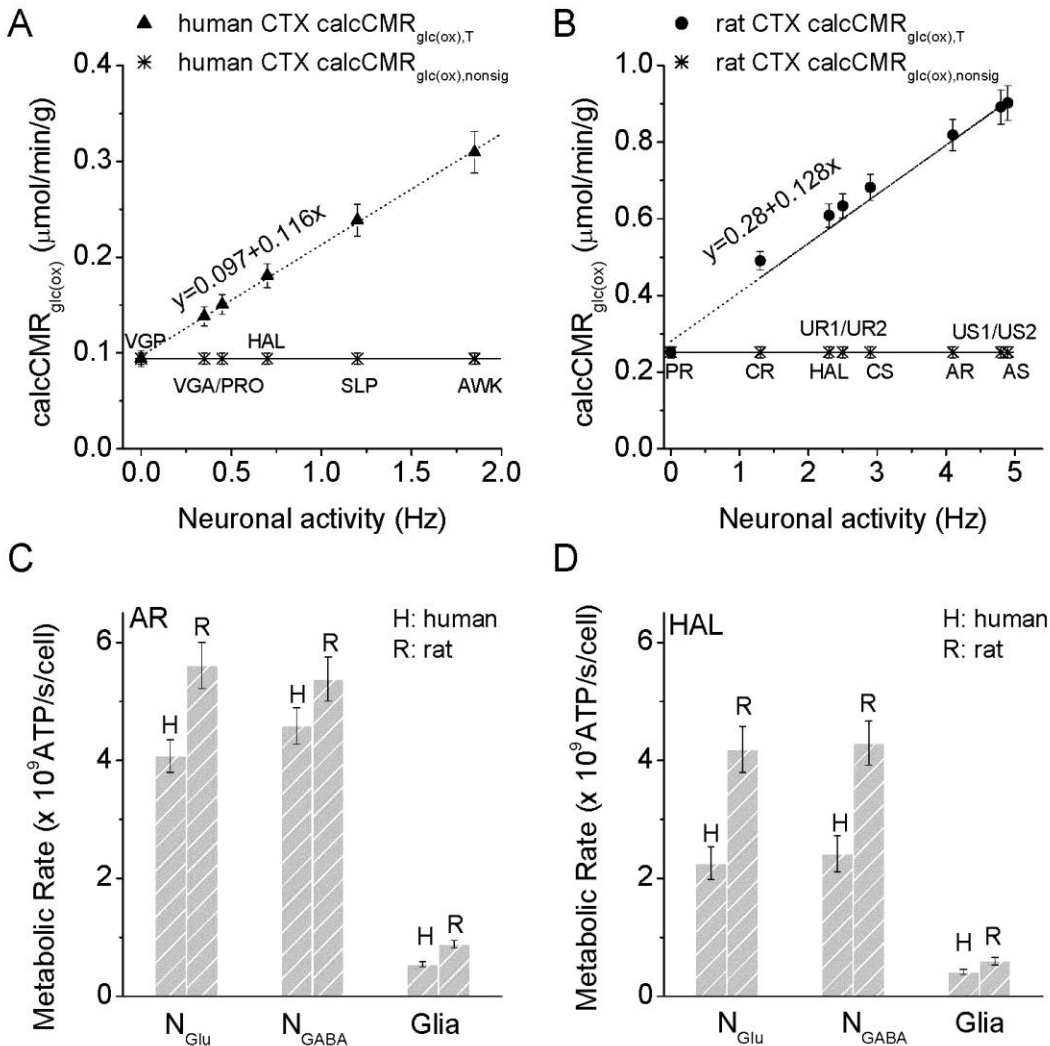 A
▲ human CTX calcCMRglc(ox),T
human CTX calcCMRglc(ox),nonsig
calcCMRglc(ox) (μmol/min/g)
0.4
0.3
0.2
0.1
0.0
y=0.097+0.116x
VGP
HAL
VGA/PRO
SLP
AWK
0.0 0.5 1.0 1.5 2.0
Neuronal activity (Hz)
B
● rat CTX calcCMRglc(ox),T
rat CTX calcCMRglc(ox),nonsig
calcCMRglc(ox) (μmol/min/g)
1.0
0.8
0.6
0.4
0.2
0.0
y=0.28+0.128x
UR1/UR2
US1/US2
PR CR HAL CS AR AS
0 1 2 3 4 5
Neuronal activity (Hz)
C
AR
H: human
R: rat
Metabolic Rate (x 10⁹ATP/s/cell)
6
4
2
0
H R
H R
H R
NGlu NGABA Glia
D
HAL
H: human
R: rat
Metabolic Rate (x 10⁹ATP/s/cell)
6
4
2
0
H R
H R
H R
NGlu NGABA Glia